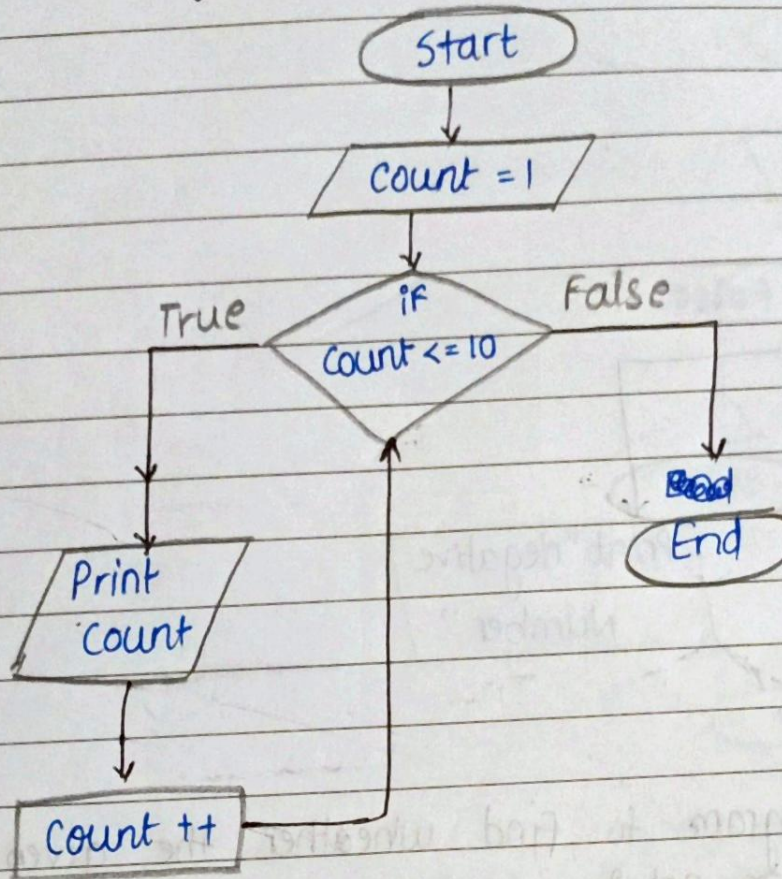 Start
Count = 1
if
Count <= 10
True
False
Print
Count
Count ++
End